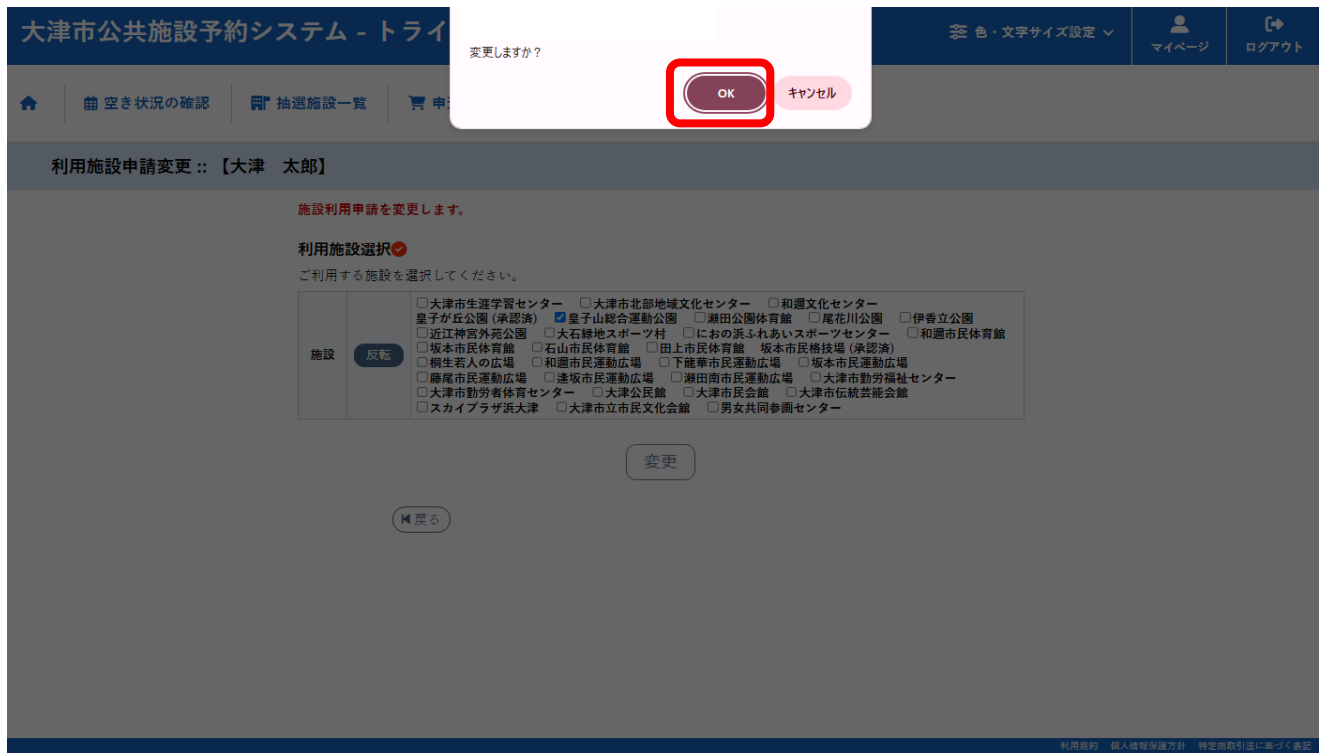 大津市公共施設予約システム - トライ
変更しますか？
OK
キャンセル
色・文字サイズ設定
マイページ
ログアウト
空き状況の確認
抽選施設一覧
申
利用施設申請変更 :: 【大津　太郎】
施設利用申請を変更します。
利用施設選択
ご利用する施設を選択してください。
施設
反転
大津市生涯学習センター 大津市北部地域文化センター 和邇文化センター
皇子が丘公園 (承認済) 皇子山総合運動公園 瀬田公園体育館 尾花川公園 伊香立公園
近江神宮外苑公園 大石緑地スポーツ村 におの浜ふれあいスポーツセンター 和邇市民体育館
坂本市民体育館 石山市民体育館 田上市民体育館 坂本市民格技場 (承認済)
桐生若人の広場 和邇市民運動広場 下龍華市民運動広場 坂本市民運動広場
藤尾市民運動広場 逢坂市民運動広場 瀬田南市民運動広場 大津市勤労福祉センター
大津市勤労者体育センター 大津公民館 大津市民会館 大津市伝統芸能会館
スカイプラザ浜大津 大津市立市民文化会館 男女共同参画センター
変更
戻る
利用規約 個人情報保護方針 特定商取引法に基づく表記